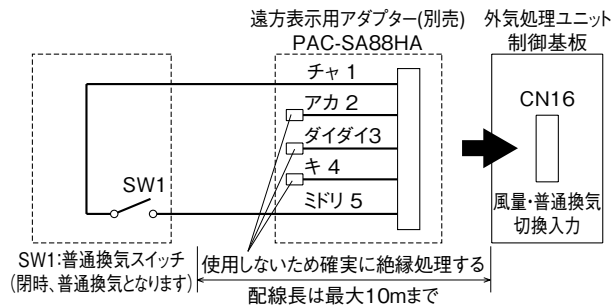 遠方表示用アダプター(別売)
PAC-SA88HA
外気処理ユニット
制御基板
チャ 1
アカ 2
ダイダイ3
キ 4
ミドリ 5
SW1
CN16
風量・普通換気
切換入力
SW1:普通換気スイッチ
(閉時、普通換気となります)
使用しないため確実に絶縁処理する
配線長は最大10mまで